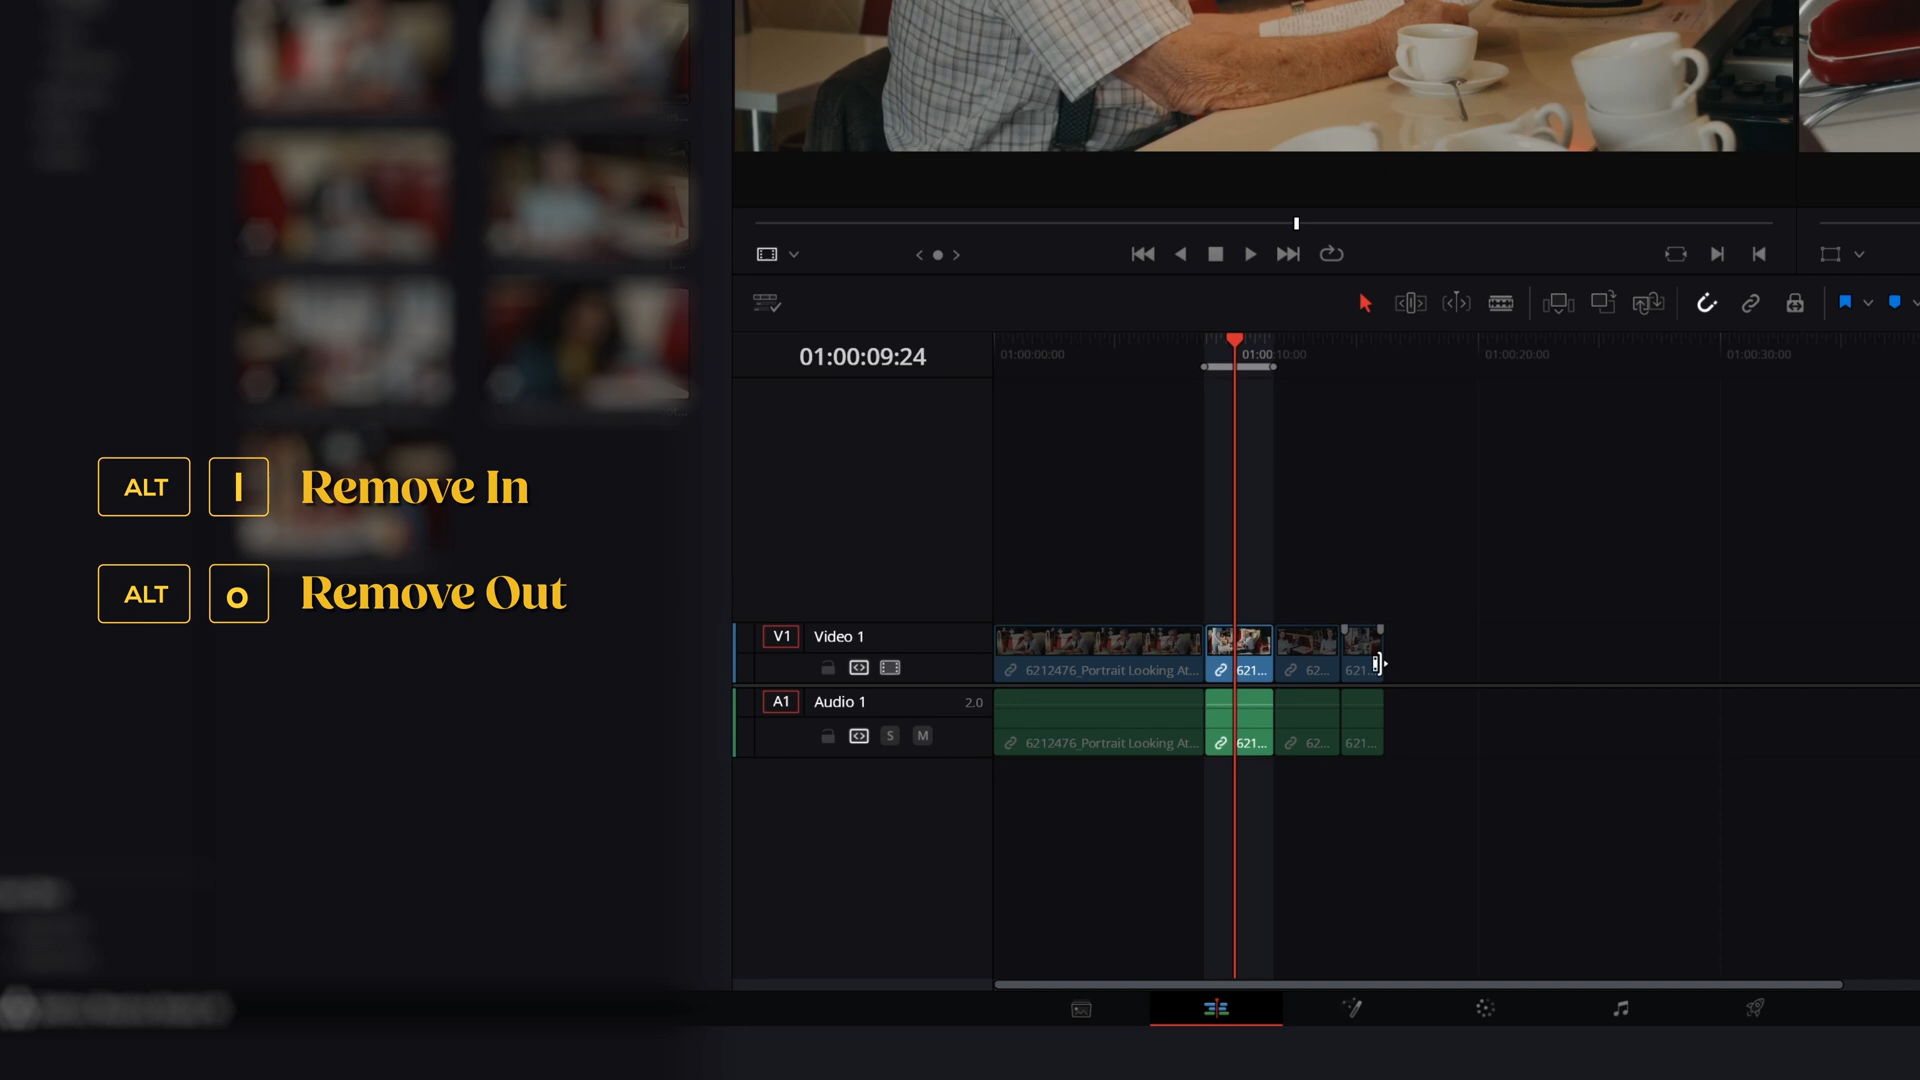 01:00:09:24
01:00:00:00
01:00:10:00
01:00:20:00
01:00:30:00
ALT I Remove In
ALT o Remove Out
V1 Video 1
6212476_Portrait Looking At...
621...
62...
621...
A1 Audio 1 2.0
S M
6212476_Portrait Looking At...
621...
62...
621...